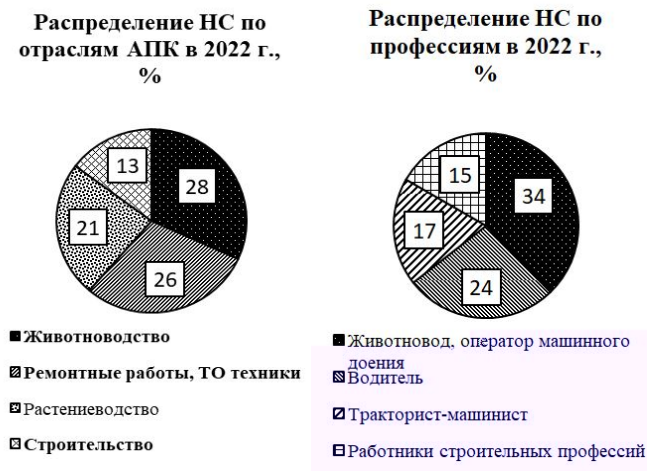 Распределение НС по
отраслям АПК в 2022 г.,
%
13
28
21
26
Животноводство
Ремонтные работы, ТО техники
Растениеводство
Строительство
Распределение НС по
профессиям в 2022 г.,
%
15
34
17
24
Животновод, оператор машинного
доения
Водитель
Тракторист-машинист
Работники строительных профессий